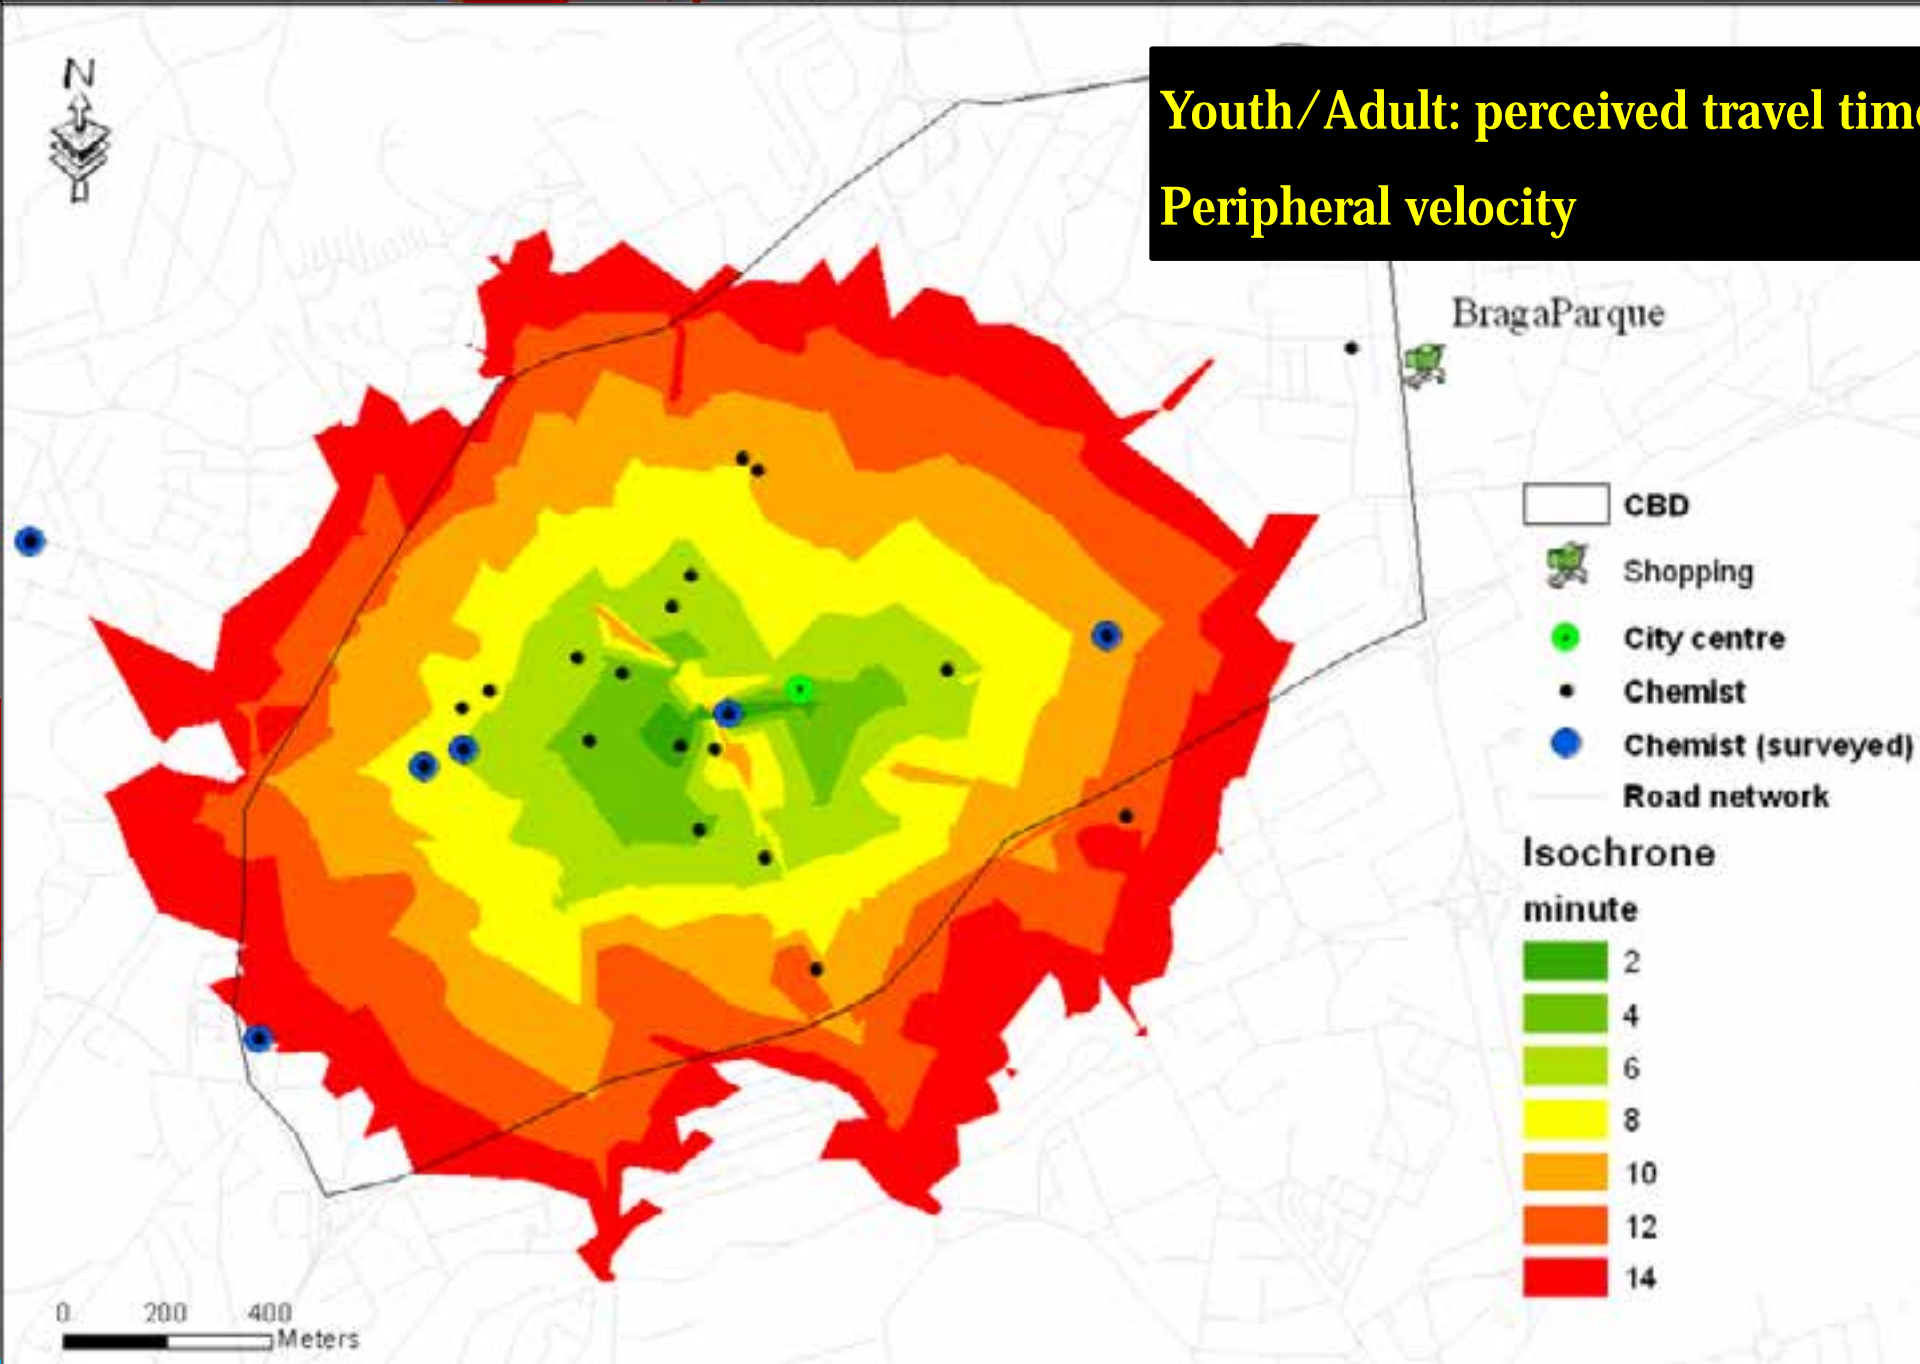 N
Youth/Adult: perceived travel
Peripheral velocity
BragaParque
CBD
Shopping
City centre
Chemist
Chemist (surveyed)
Road network
Isochrone
minute
2
4
6
8
10
12
14
0 200 400
Meters